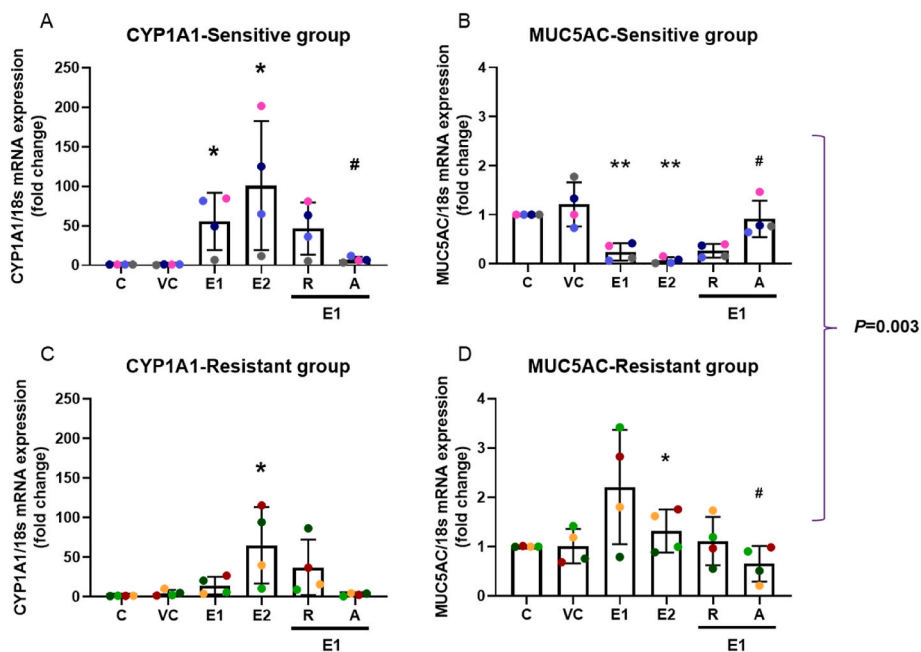 A
CYP1A1-Sensitive group
CYP1A1/18s mRNA expression
(fold change)
250
200
150
100
50
0
*
*
#
C VC E1 E2 R A
E1
B
MUC5AC-Sensitive group
MUC5AC/18s mRNA expression
(fold change)
4
3
2
1
0
**
**
#
C VC E1 E2 R A
E1
P=0.003
C
CYP1A1-Resistant group
CYP1A1/18s mRNA expression
(fold change)
250
200
150
100
50
0
*
C VC E1 E2 R A
E1
D
MUC5AC-Resistant group
MUC5AC/18s mRNA expression
(fold change)
4
3
2
1
0
*
#
C VC E1 E2 R A
E1